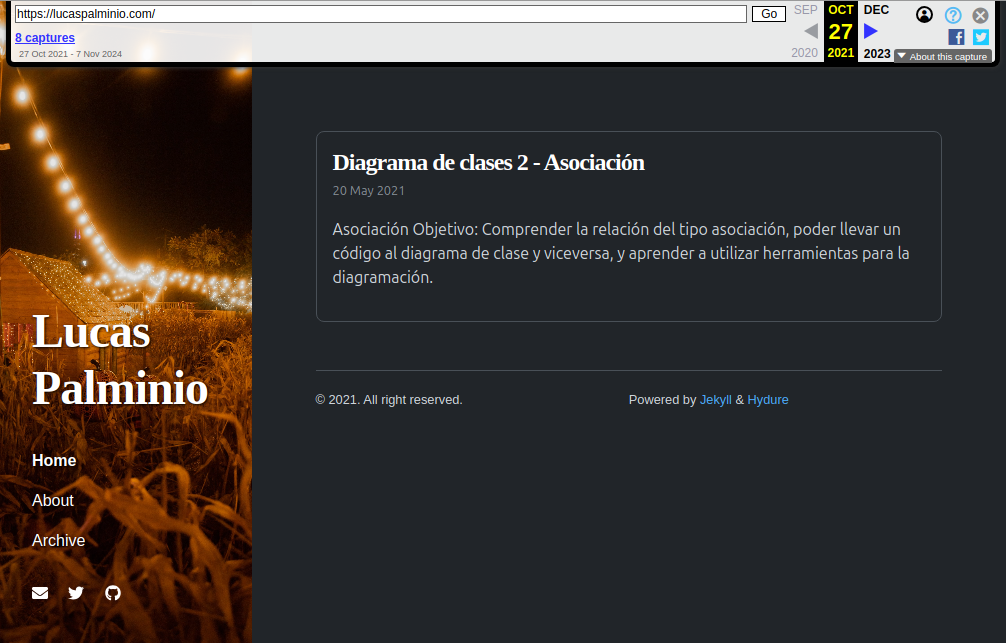 https://lucaspalminio.com/
Go
SEP
OCT
DEC
8 captures
27
27 Oct 2021 - 7 Nov 2024
2020
2021
2023
About this capture
Lucas
Palminio
Home
About
Archive
Diagrama de clases 2 - Asociación
20 May 2021
Asociación Objetivo: Comprender la relación del tipo asociación, poder llevar un
código al diagrama de clase y viceversa, y aprender a utilizar herramientas para la
diagramación.
© 2021. All right reserved.
Powered by Jekyll & Hydure